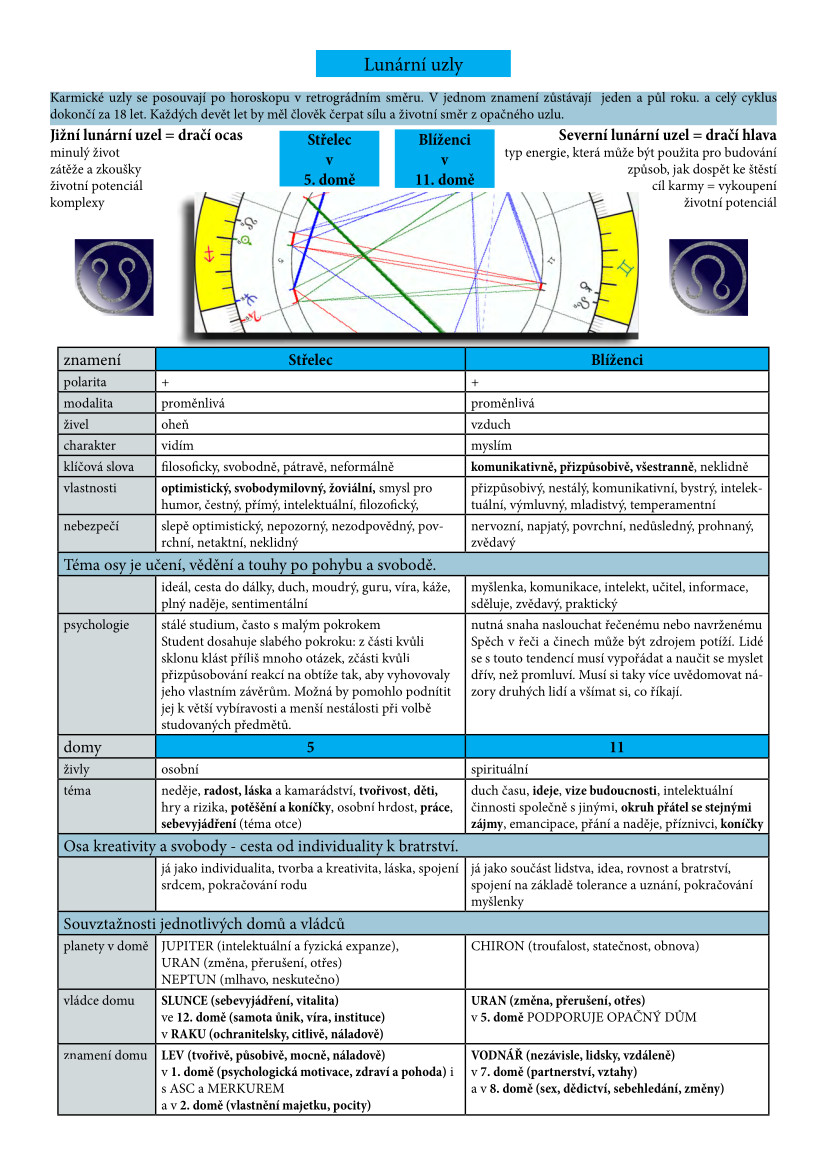 Lunární uzly
Karmické uzly se posouvají po horoskopu v retrográdním směru. V jednom znamení zůstávají jeden a půl roku. a celý cyklus
dokončí za 18 let. Každých devět let by měl člověk čerpat sílu a životní směr z opačného uzlu.
Jižní lunární uzel = dračí ocas
minulý život
zátěže a zkoušky
životní potenciál
komplexy
Střelec
v
5. domě
Blíženci
v
11. domě
Severní lunární uzel = dračí hlava
typ energie, která může být použita pro budování
způsob, jak dospět ke štěstí
cíl karmy = vykoupení
životní potenciál
5
11
znamení Střelec Blíženci
polarita + +
modalita proměnlivá proměnlivá
živel oheň vzduch
charakter vidím myslím
klíčová slova filosoficky, svobodně, pátravě, neformálně komunikativně, přizpůsobivě, všestranně, neklidně
vlastnosti optimistický, svobodymilovný, žoviální, smysl pro
humor, čestný, přímý, intelektuální, filozofický,
přizpůsobivý, nestálý, komunikativní, bystrý, intelek-
tuální, výmluvný, mladistvý, temperamentní
nebezpečí slepě optimistický, nepozorný, nezodpovědný, pov-
rchní, netaktní, neklidný
nervozní, napjatý, povrchní, nedůsledný, prohnaný,
zvědavý
Téma osy je učení, vědění a touhy po pohybu a svobodě.
ideál, cesta do dálky, duch, moudrý, guru, víra, káže,
plný naděje, sentimentální
myšlenka, komunikace, intelekt, učitel, informace,
sděluje, zvědavý, praktický
psychologie stálé studium, často s malým pokrokem
Student dosahuje slabého pokroku: z části kvůli
sklonu klást příliš mnoho otázek, zčásti kvůli
přizpůsobování reakcí na obtíže tak, aby vyhovovaly
jeho vlastním závěrům. Možná by pomohlo podnítit
jej k větší vybíravosti a menší nestálosti při volbě
studovaných předmětů.
nutná snaha naslouchat řečenému nebo navrženému
Spěch v řeči a činech může být zdrojem potíží. Lidé
se s touto tendencí musí vypořádat a naučit se myslet
dřív, než promluví. Musí si taky více uvědomovat ná-
zory druhých lidí a všímat si, co říkají.
domy 5 11
živly osobní spirituální
téma neděje, radost, láska a kamarádství, tvořivost, děti,
hry a rizika, potěšění a koníčky, osobní hrdost, práce,
sebevyjádření (téma otce)
duch času, ideje, vize budoucnosti, intelektuální
činnosti společně s jinými, okruh přátel se stejnými
zájmy, emancipace, přání a naděje, příznivci, koníčky
Osa kreativity a svobody - cesta od individuality k bratrství.
já jako individualita, tvorba a kreativita, láska, spojení
srdcem, pokračování rodu
já jako součást lidstva, idea, rovnost a bratrství,
spojení na základě tolerance a uznání, pokračování
myšlenky
Souvztažnosti jednotlivých domů a vládců
planety v domě JUPITER (intelektuální a fyzická expanze),
URAN (změna, přerušení, otřes)
NEPTUN (mlhavo, neskutečno)
CHIRON (troufalost, statečnost, obnova)
vládce domu SLUNCE (sebevyjádření, vitalita)
ve 12. domě (samota ůnik, víra, instituce)
v RAKU (ochranitelsky, citlivě, náladově)
URAN (změna, přerušení, otřes)
v 5. domě PODPORUJE OPAČNÝ DŮM
znamení domu LEV (tvořivě, působivě, mocně, náladově)
v 1. domě (psychologická motivace, zdraví a pohoda) i
s ASC a MERKUREM
a v 2. domě (vlastnění majetku, pocity)
VODNÁŘ (nezávisle, lidsky, vzdáleně)
v 7. domě (partnerství, vztahy)
a v 8. domě (sex, dědictví, sebehledání, změny)